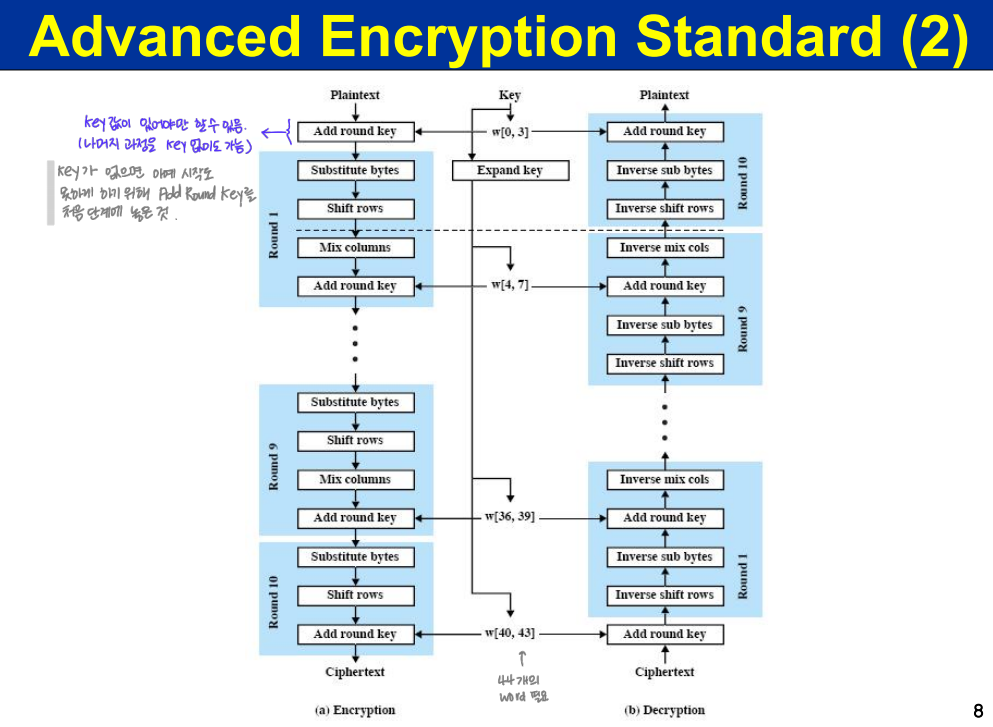 Advanced Encryption Standard (2)
Plaintext
Key
Plaintext
key 값이 있어야만 할 수 있음.
(나머지 과정은 key 없이도 가능)
key가 없으면 아예 시작도
못하게 하기 위해 Add Round Key를
처음 단계에 놓은 것.
Add round key
w[0, 3]
Add round key
Round 1
Substitute bytes
Shift rows
Mix columns
Add round key
Expand key
w[4, 7]
Inverse sub bytes
Inverse shift rows
Round 10
Inverse mix cols
Add round key
Inverse sub bytes
Inverse shift rows
Round 9
Round 9
Substitute bytes
Shift rows
Mix columns
Add round key
w[36, 39]
Inverse mix cols
Add round key
Inverse sub bytes
Inverse shift rows
Round 1
Round 10
Substitute bytes
Shift rows
Add round key
w[40, 43]
Add round key
Ciphertext
44개의
word 필요
Ciphertext
(a) Encryption
(b) Decryption
8